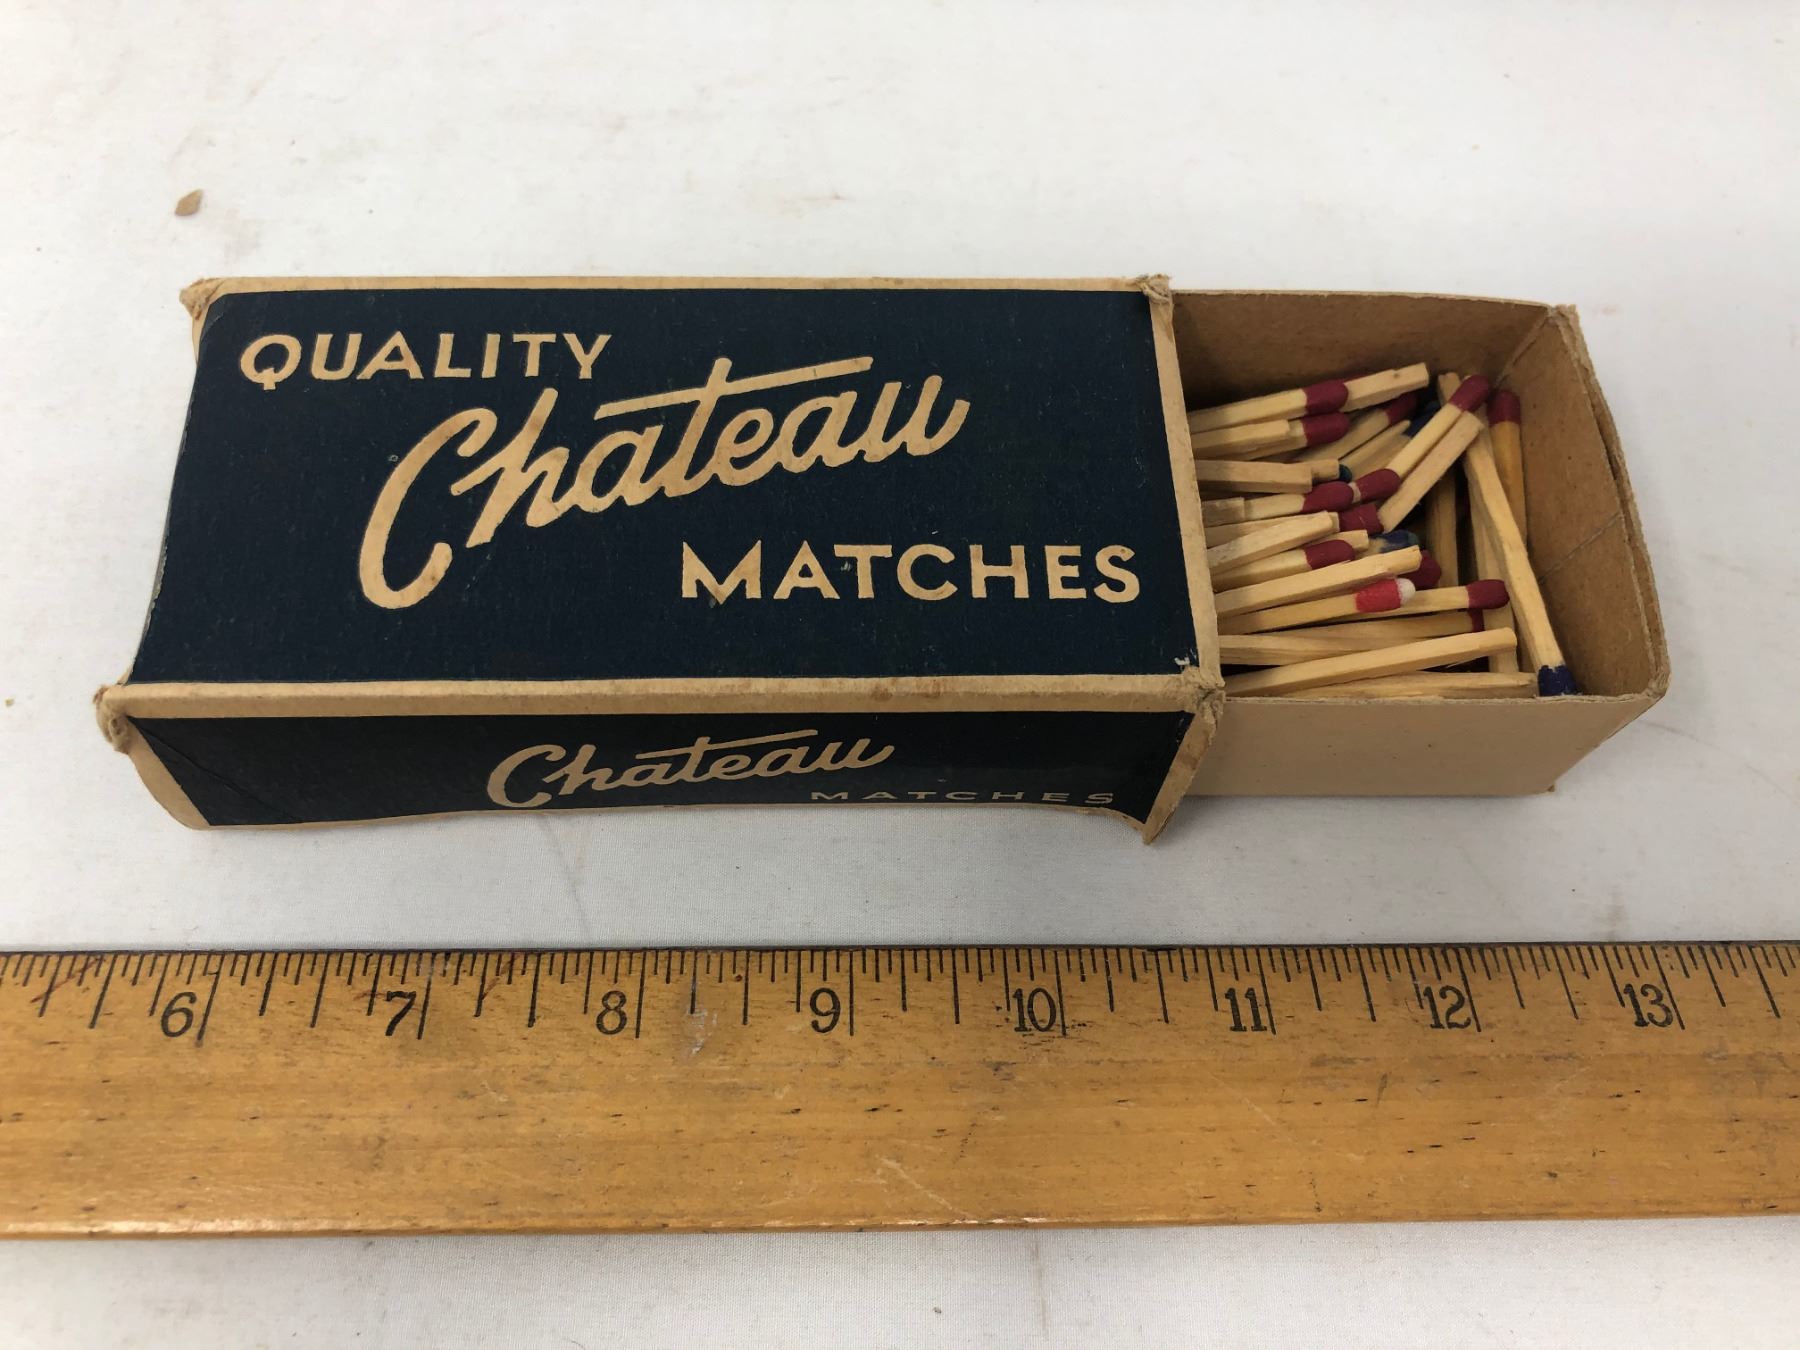 QUALITY
Chateau
MATCHES
Chateau
MATCHES
6 7 8 9 10 11 12 13